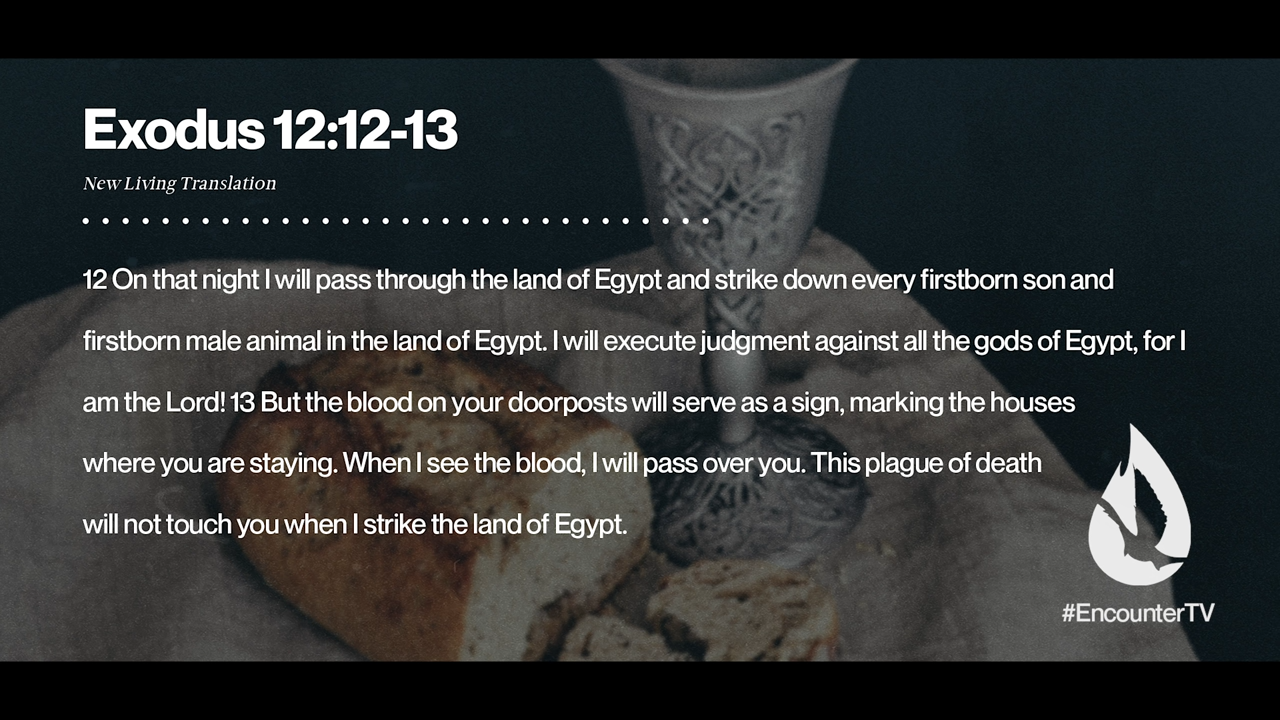 Exodus 12:12-13
New Living Translation
12 On that night I will pass through the land of Egypt and strike down every firstborn son and
firstborn male animal in the land of Egypt. I will execute judgment against all the gods of Egypt, for I
am the Lord! 13 But the blood on your doorposts will serve as a sign, marking the houses
where you are staying. When I see the blood, I will pass over you. This plague of death
will not touch you when I strike the land of Egypt.
#EncounterTV